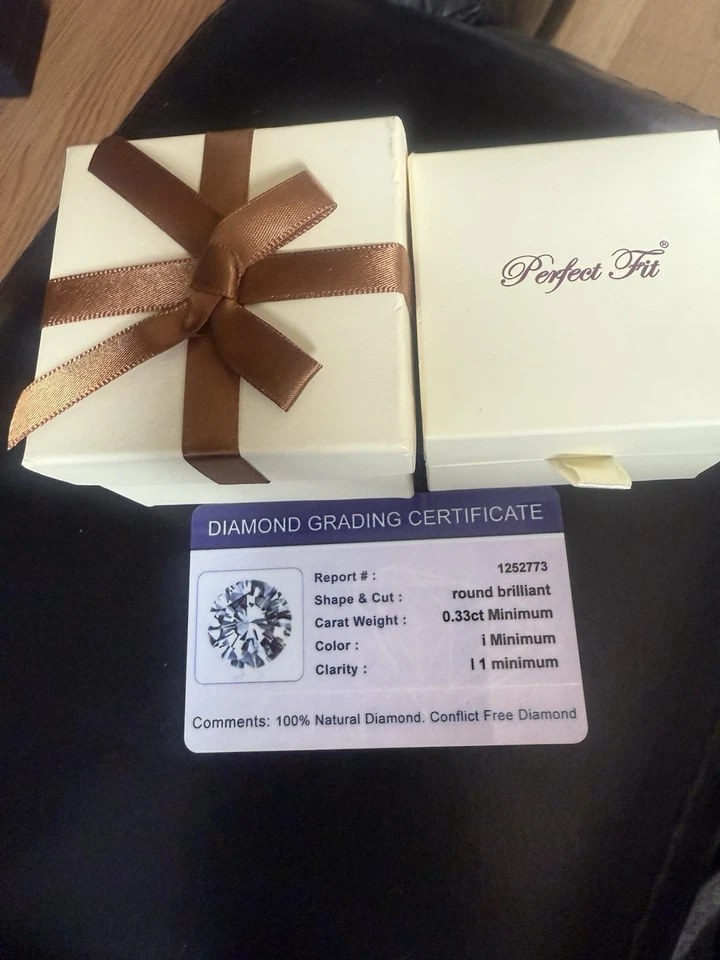 Perfect Fit®
DIAMOND GRADING CERTIFICATE
Report # : 1252773
Shape & Cut : round brilliant
Carat Weight : 0.33ct Minimum
Color : i Minimum
Clarity : I 1 minimum
Comments: 100% Natural Diamond. Conflict Free Diamond